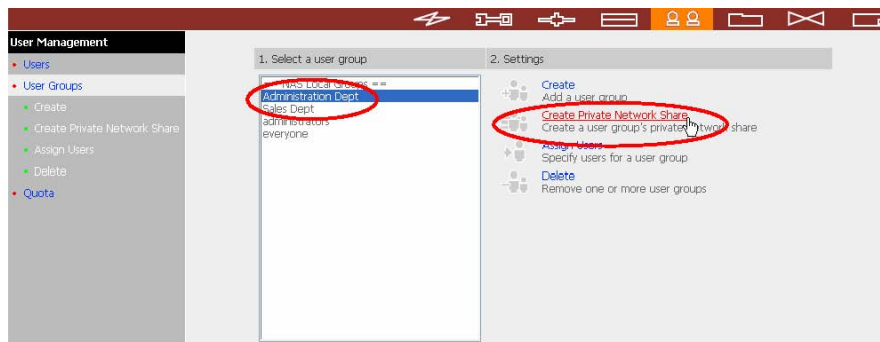 User Management
Users
User Groups
Create
Create Private Network Share
Assign Users
Delete
Quota
1. Select a user group
== NAS Local Groups ==
Administration Dept
Sales Dept
administrators
everyone
2. Settings
Create
Add a user group
Create Private Network Share
Create a user group's private network share
Assign Users
Specify users for a user group
Delete
Remove one or more user groups